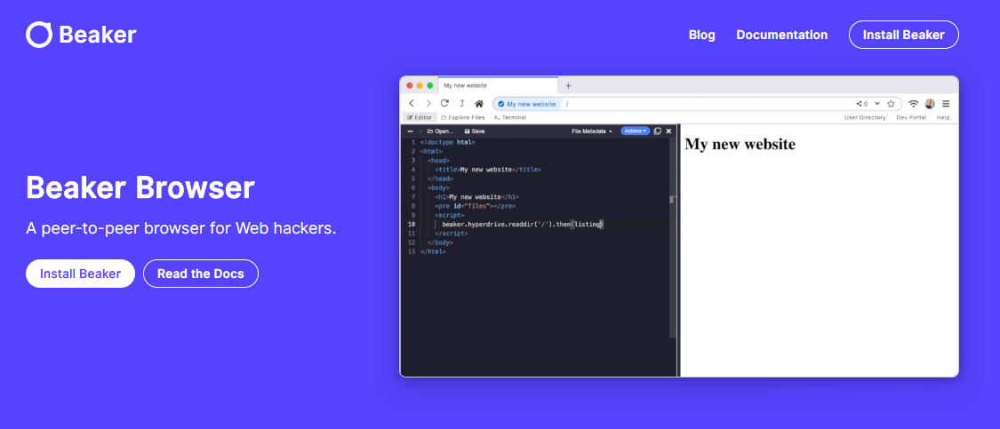 Beaker
Blog Documentation Install Beaker
Beaker Browser
A peer-to-peer browser for Web hackers.
Install Beaker Read the Docs
My new website
My new website / 0
Editor Explore Files Terminal User Directory Dev Portal Help
Open... Save File Metadata Actions
1 <!doctype html>
2 <html>
3 <head>
4 <title>My new website</title>
5 </head>
6 <body>
7 <h1>My new website</h1>
8 <pre id="files"></pre>
9 <script>
10 beaker.hyperdrive.readdir('/').then(listing)
11 </script>
12 </body>
13 </html>
My new website